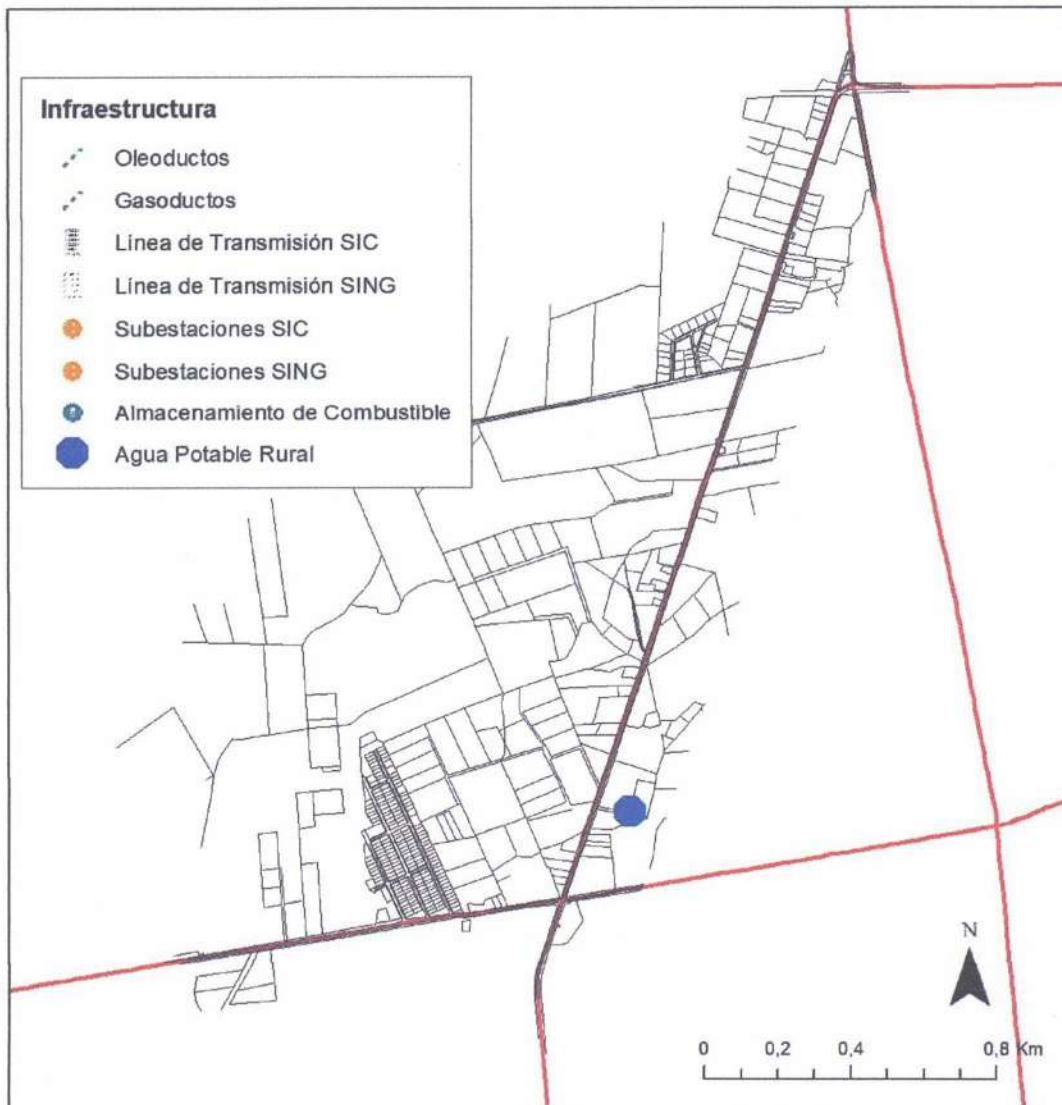 Infraestructura
Oleoductos
Gasoductos
Línea de Transmisión SIC
Línea de Transmisión SING
Subestaciones SIC
Subestaciones SING
Almacenamiento de Combustible
Agua Potable Rural
N
0 0,2 0,4 0,8 Km